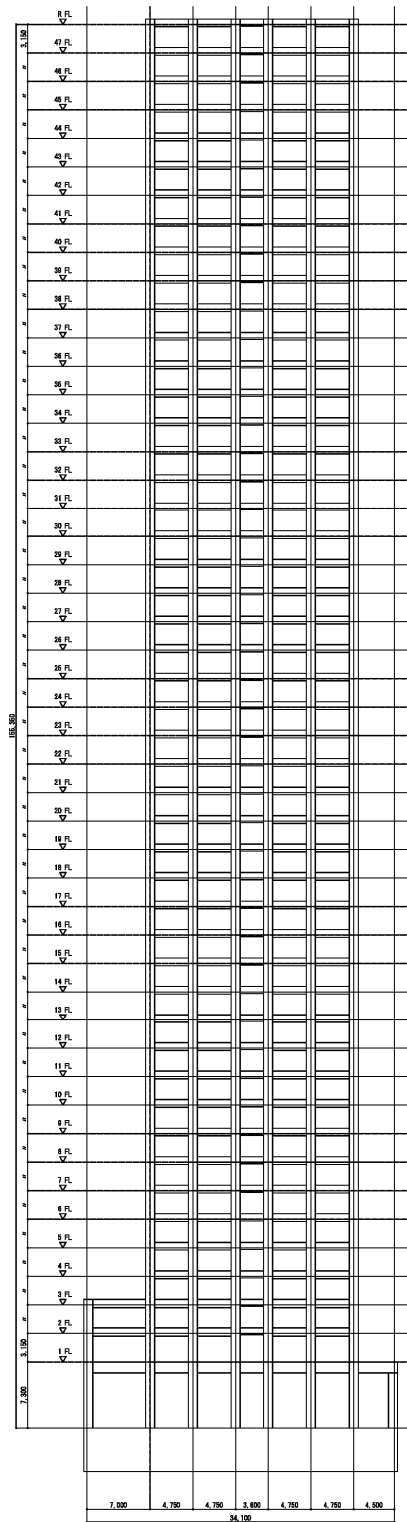 R FL
3,150
47 FL
〃
46 FL
〃
45 FL
〃
44 FL
〃
43 FL
〃
42 FL
〃
41 FL
〃
40 FL
〃
39 FL
〃
38 FL
〃
37 FL
〃
36 FL
〃
35 FL
〃
34 FL
〃
33 FL
〃
32 FL
〃
31 FL
〃
30 FL
〃
29 FL
〃
28 FL
〃
27 FL
〃
26 FL
〃
25 FL
〃
24 FL
〃
23 FL
155,350
〃
22 FL
〃
21 FL
〃
20 FL
〃
19 FL
〃
18 FL
〃
17 FL
〃
16 FL
〃
15 FL
〃
14 FL
〃
13 FL
〃
12 FL
〃
11 FL
〃
10 FL
〃
9 FL
〃
8 FL
〃
7 FL
〃
6 FL
〃
5 FL
〃
4 FL
〃
3 FL
〃
2 FL
3,150
1 FL
7,300
7,000 4,750 4,750 3,600 4,750 4,750 4,500
34,100